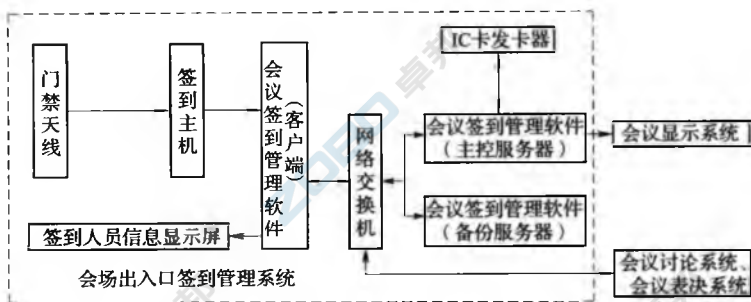 IC卡发卡器
门禁天线
签到主机
会议签到管理软件
(客户端)
网络交换机
会议签到管理软件
(主控服务器)
会议显示系统
会议签到管理软件
(备份服务器)
签到人员信息显示屏
会场出入口签到管理系统
会议讨论系统、
会议表决系统